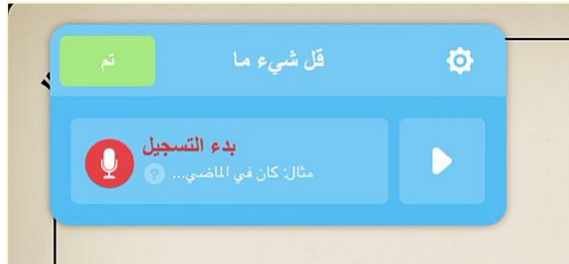 قل شيء ما
تم
بدء التسجيل
مثال: كان في الماضي... ?